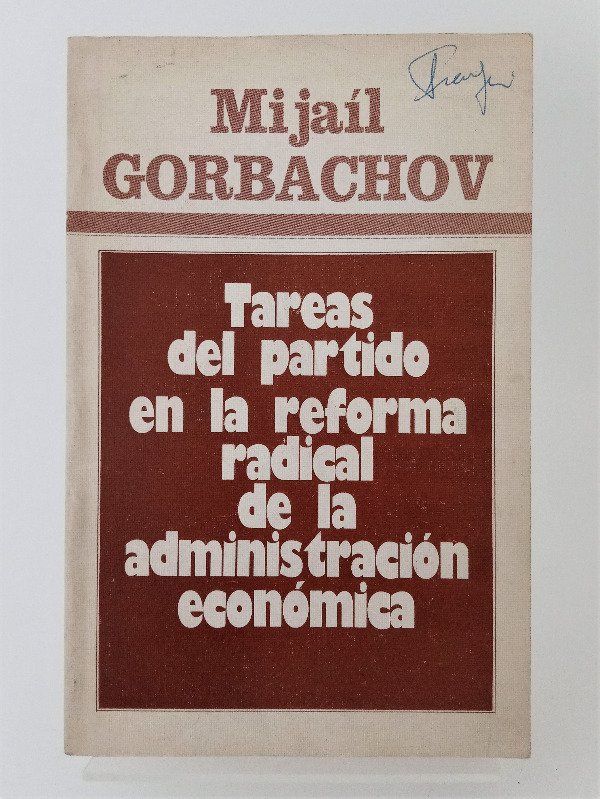 Mijaíl
GORBACHOV
Tareas
del partido
en la reforma
radical
de la
administración
económica